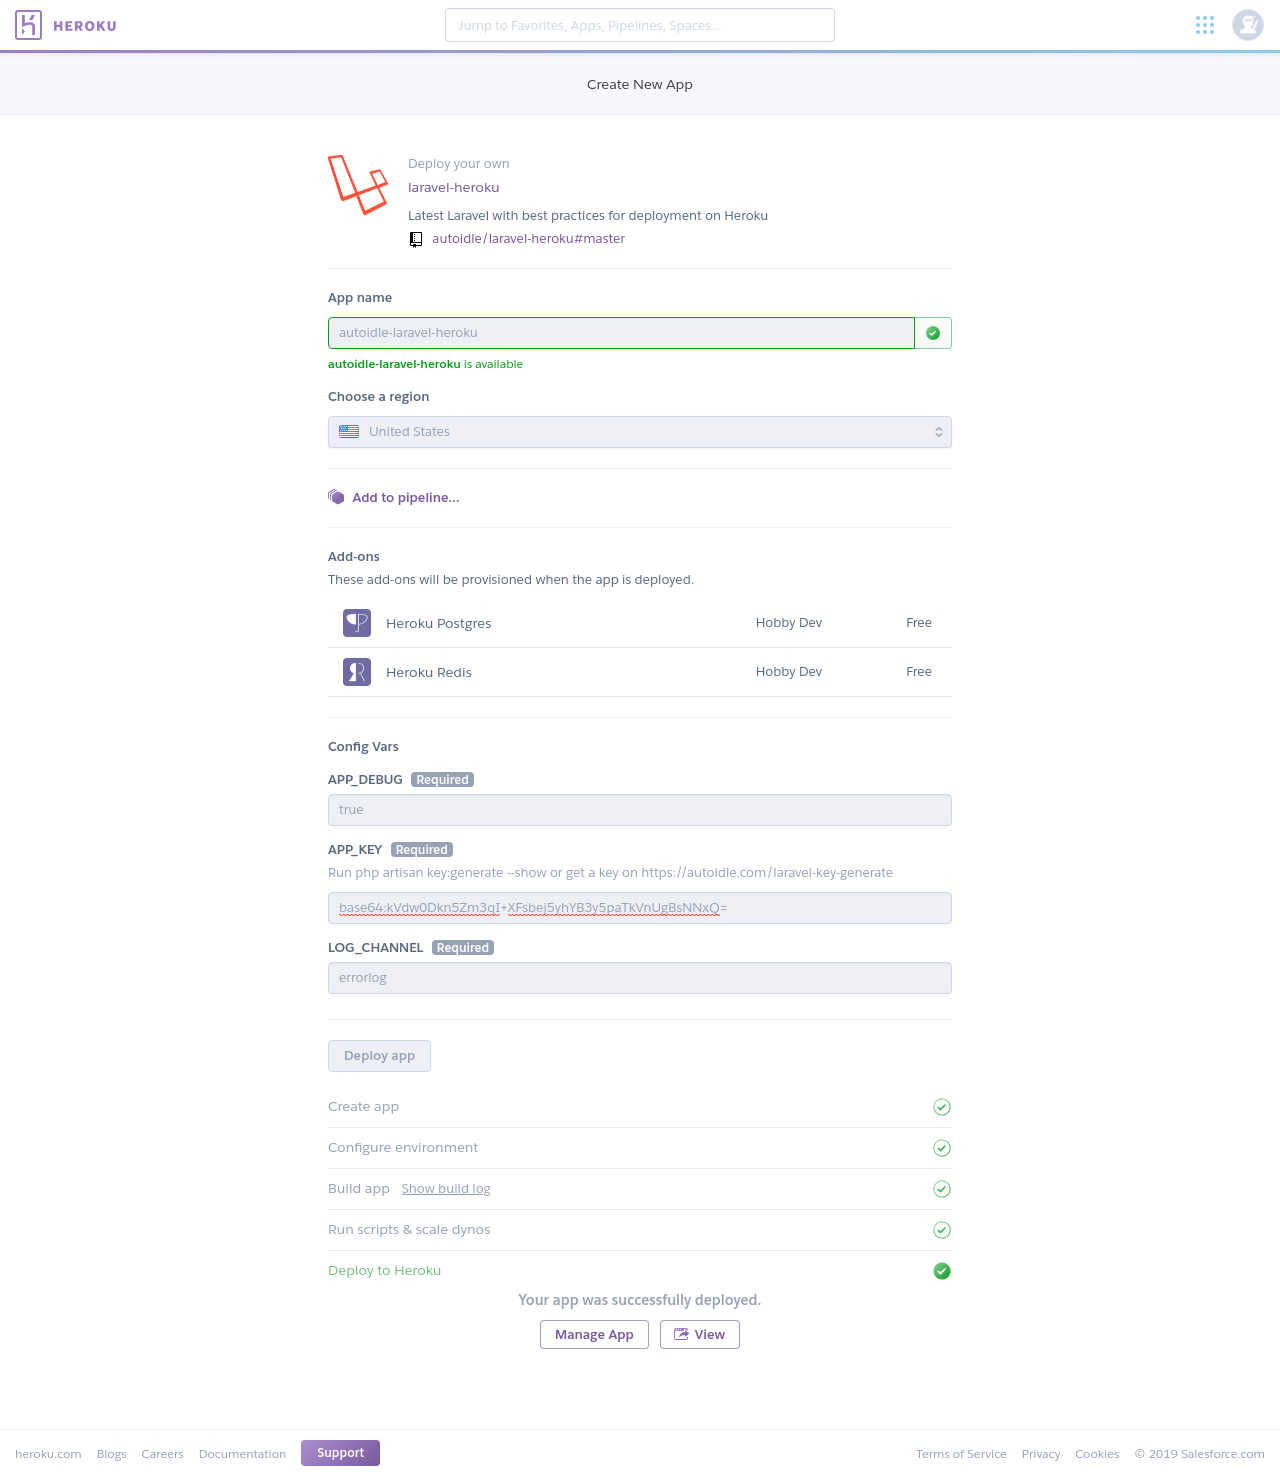 HEROKU
Jump to Favorites, Apps, Pipelines, Spaces...
Create New App
Deploy your own
laravel-heroku
Latest Laravel with best practices for deployment on Heroku
autoidle/laravel-heroku#master
App name
autoidle-laravel-heroku
autoidle-laravel-heroku is available
Choose a region
United States
Add to pipeline...
Add-ons
These add-ons will be provisioned when the app is deployed.
Heroku Postgres Hobby Dev Free
Heroku Redis Hobby Dev Free
Config Vars
APP_DEBUG Required
true
APP_KEY Required
Run php artisan key:generate --show or get a key on https://autoidle.com/laravel-key-generate
base64:kVdw0Dkn5Zm3qI+XFsbej5yhYB3y5paTkVnUgBsNNxQ=
LOG_CHANNEL Required
errorlog
Deploy app
Create app
Configure environment
Build app Show build log
Run scripts & scale dynos
Deploy to Heroku
Your app was successfully deployed.
Manage App View
heroku.com Blogs Careers Documentation Support Terms of Service Privacy Cookies © 2019 Salesforce.com